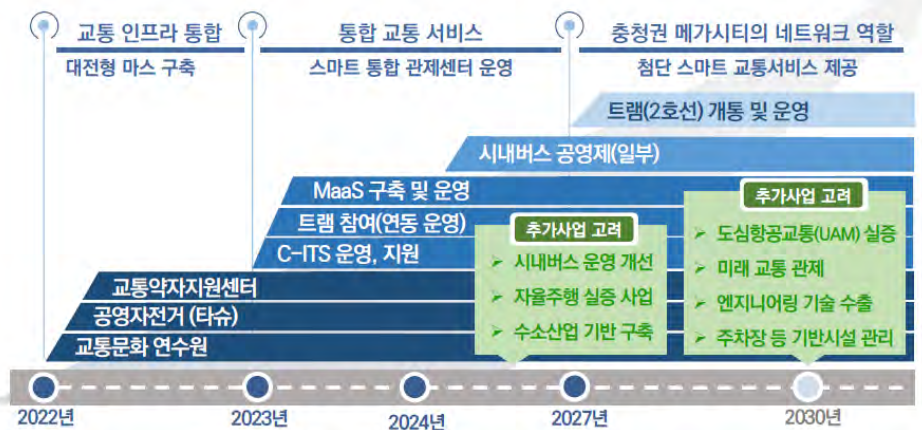 교통 인프라 통합
대전형 마스 구축
통합 교통 서비스
스마트 통합 관제센터 운영
충청권 메가시티의 네트워크 역할
첨단 스마트 교통서비스 제공
트램(2호선) 개통 및 운영
시내버스 공영제(일부)
MaaS 구축 및 운영
트램 참여(연동 운영)
C-ITS 운영, 지원
교통약자지원센터
공영자전거 (타슈)
교통문화 연수원
추가사업 고려
➢ 시내버스 운영 개선
➢ 자율주행 실증 사업
➢ 수소산업 기반 구축
추가사업 고려
➢ 도심항공교통(UAM) 실증
➢ 미래 교통 관제
➢ 엔지니어링 기술 수출
➢ 주차장 등 기반시설 관리
2022년
2023년
2024년
2027년
2030년